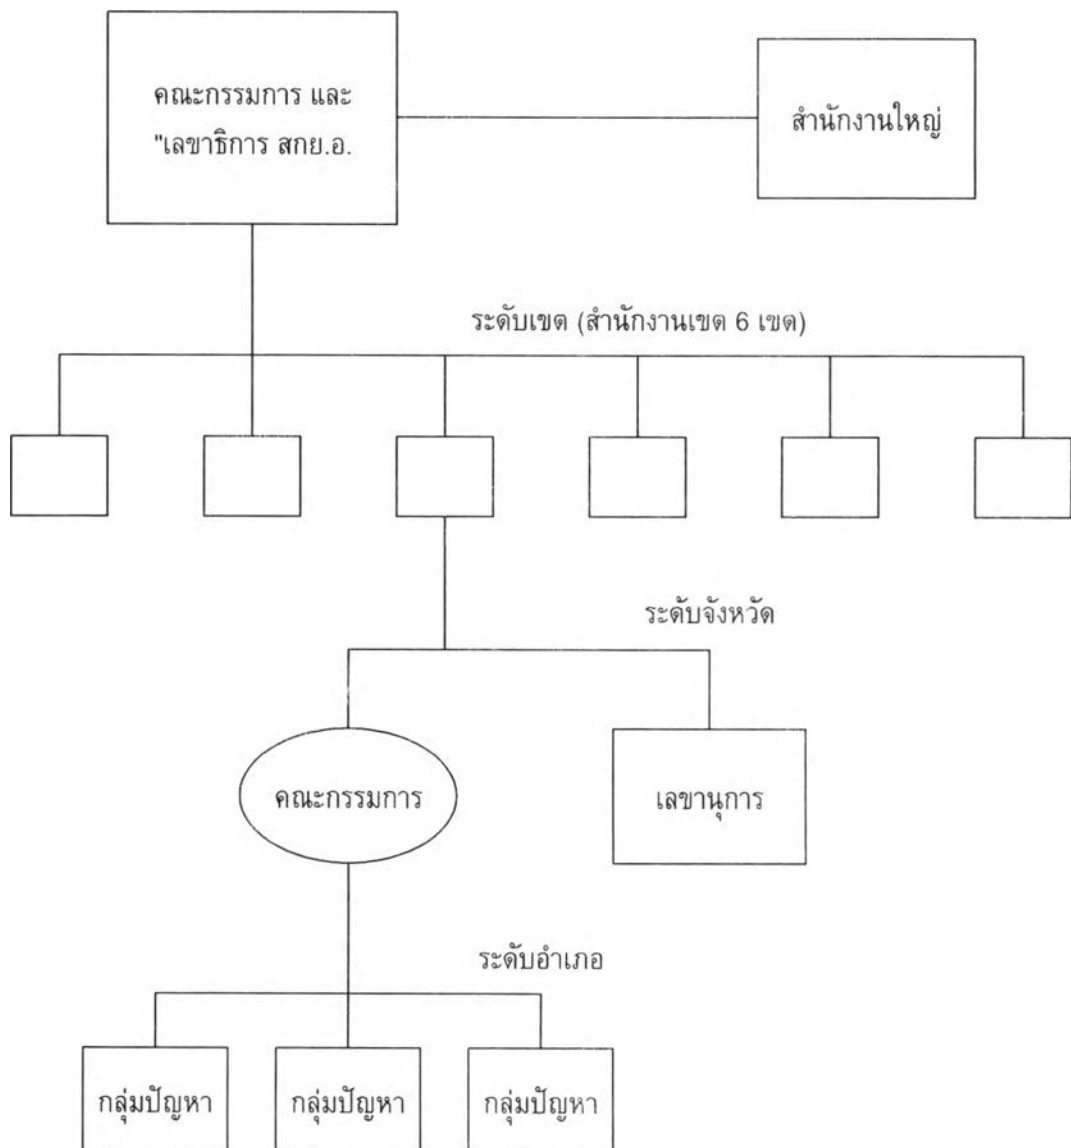 คณะกรรมการ และ
"เลขาธิการ สกย.อ.
สำนักงานใหญ่
ระดับเขต (สำนักงานเขต 6 เขต)
ระดับจังหวัด
คณะกรรมการ
เลขานุการ
ระดับอำเภอ
กลุ่มปัญหา
กลุ่มปัญหา
กลุ่มปัญหา